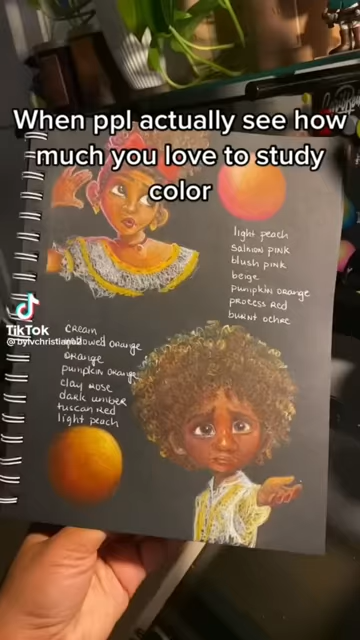 When ppl actually see how
much you love to study
color
light peach
salmon pink
blush pink
beige
pumpkin orange
process red
burnt ochre
TikTok
cream
orange
orange
pumpkin orange
clay rose
dark umber
tuscan red
light peach